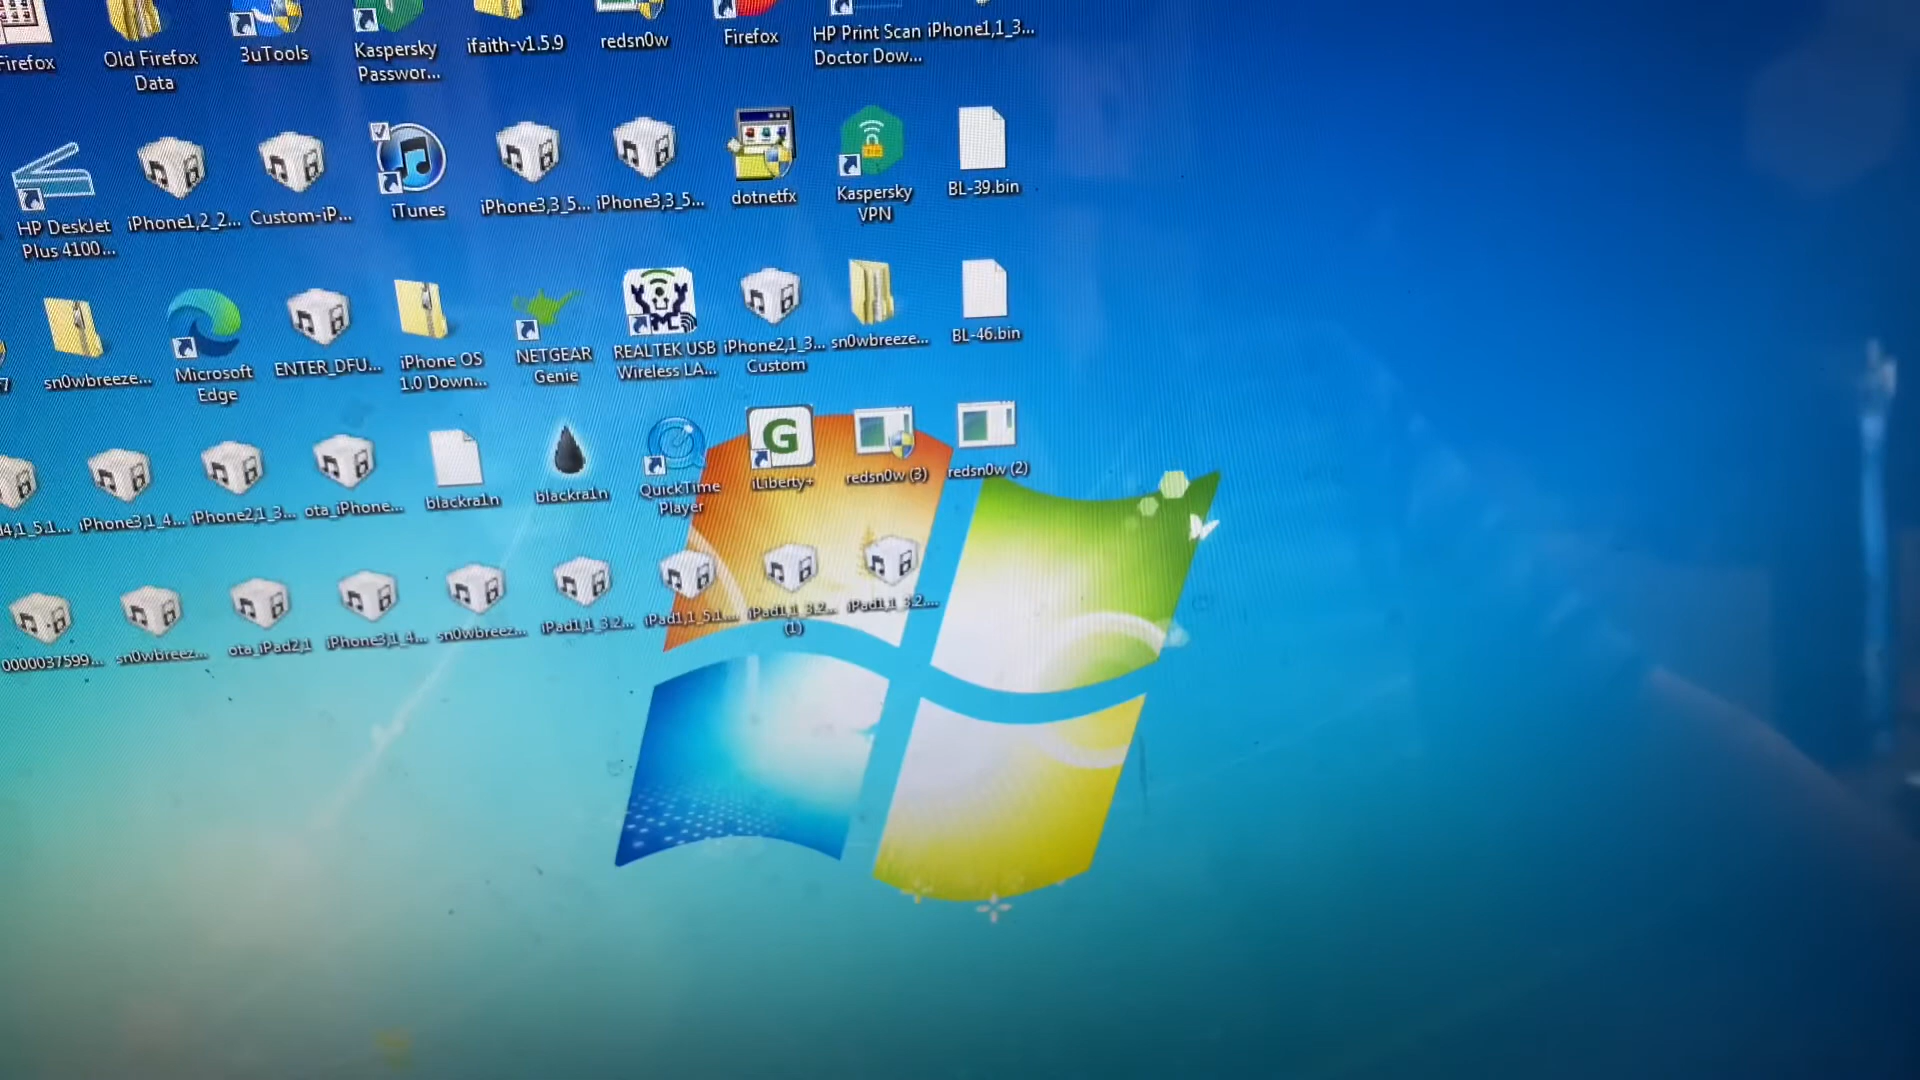 Firefox
Old Firefox
Data
3uTools
Kaspersky
Passwor...
ifaith-v1.5.9
redsn0w
Firefox
HP Print Scan
Doctor Dow...
iPhone1,1_3...
HP DeskJet
Plus 4100...
iPhone1,2_2...
Custom-iP...
iTunes
iPhone3,3_5...
iPhone3,3_5...
dotnetfx
Kaspersky
VPN
BL-39.bin
7
sn0wbreeze...
Microsoft
Edge
ENTER_DFU...
iPhone OS
1.0 Down...
NETGEAR
Genie
REALTEK USB
Wireless LA...
iPhone2,1_3...
Custom
sn0wbreeze...
BL-46.bin
d4,1_5.1...
iPhone3,1_4...
iPhone2,1_3...
ota_iPhone...
blackra1n
blackra1n
QuickTime
Player
G
iLiberty+
redsn0w (3)
redsn0w (2)
0000037599...
sn0wbreez...
ota_iPad2,1
iPhone3,1_4...
sn0wbreez...
iPad1,1_3.2...
iPad1,1_5.1...
iPad1,1_3.2...
(1)
iPad1,1_3.2...